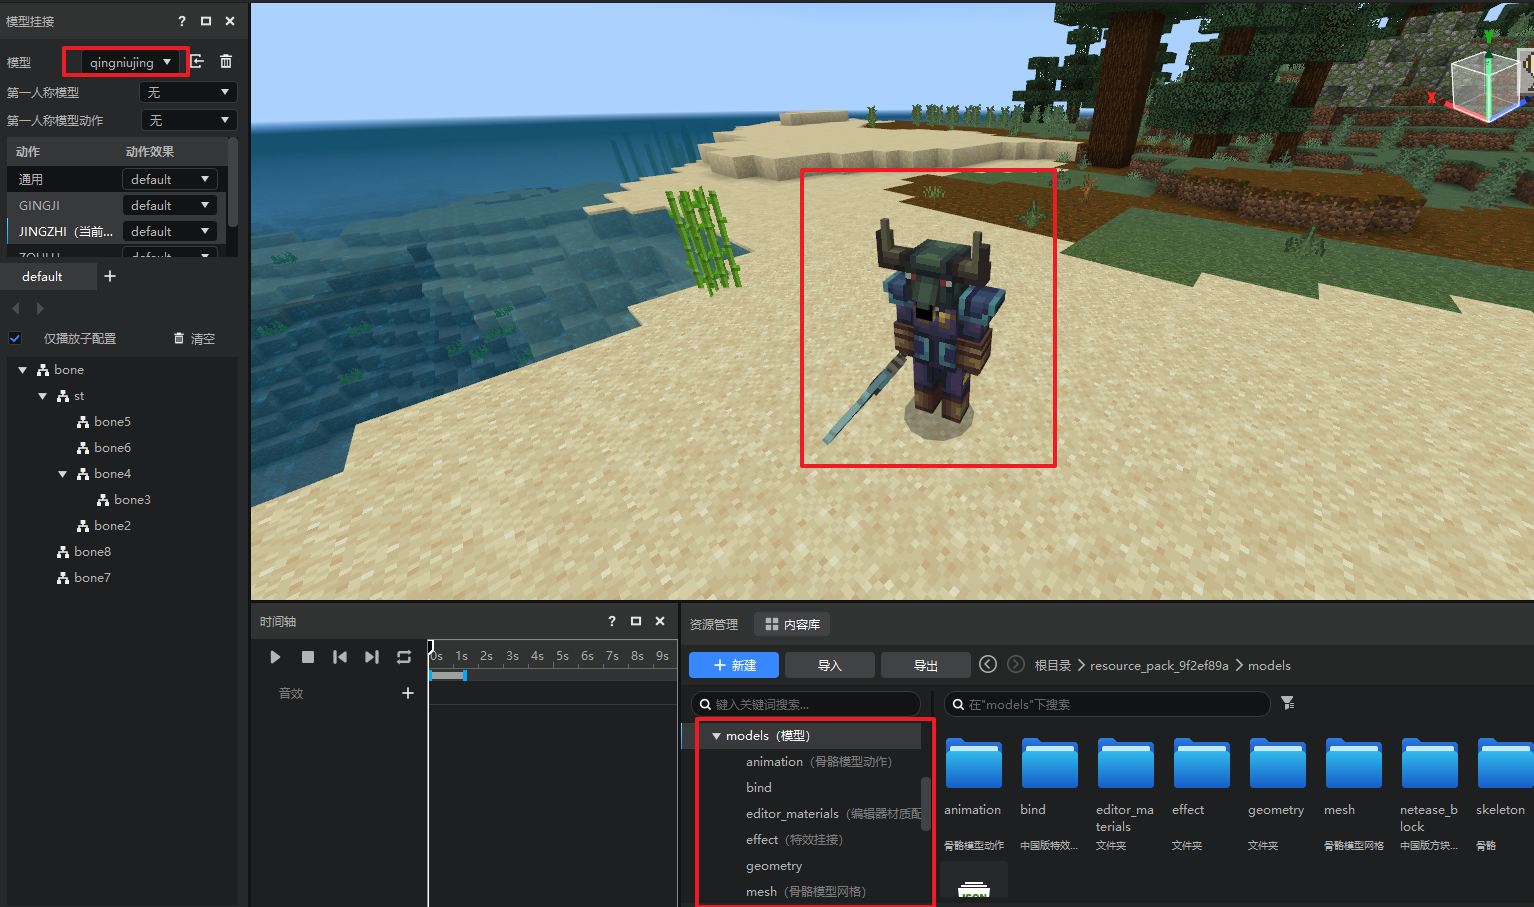 模型挂接
?
模型
qingniujing
第一人称模型
无
第一人称模型动作
无
动作
动作效果
通用
default
GINGJI
default
JINGZHI（当前...
default
default
default
+
仅播放子配置
清空
bone
st
bone5
bone6
bone4
bone3
bone2
bone8
bone7
Y
X
时间轴
?
0s 1s 2s 3s 4s 5s 6s 7s 8s 9s
音效
+
资源管理
内容库
+ 新建
导入
导出
根目录 > resource_pack_9f2ef89a > models
键入关键词搜索...
在"models"下搜索
models（模型）
animation（骨骼模型动作）
bind
editor_materials（编辑器材质配
effect（特效挂接）
geometry
mesh（骨骼模型网格）
animation
骨骼模型动作
bind
中国版特效...
editor_ma
terials
文件夹
effect
文件夹
geometry
文件夹
mesh
骨骼模型网格
netease_b
lock
中国版方块...
skeleton
骨骼
JSON